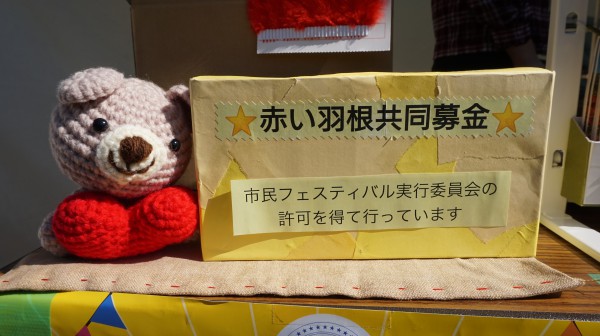 赤い羽根共同募金
市民フェスティバル実行委員会の
許可を得て行っています